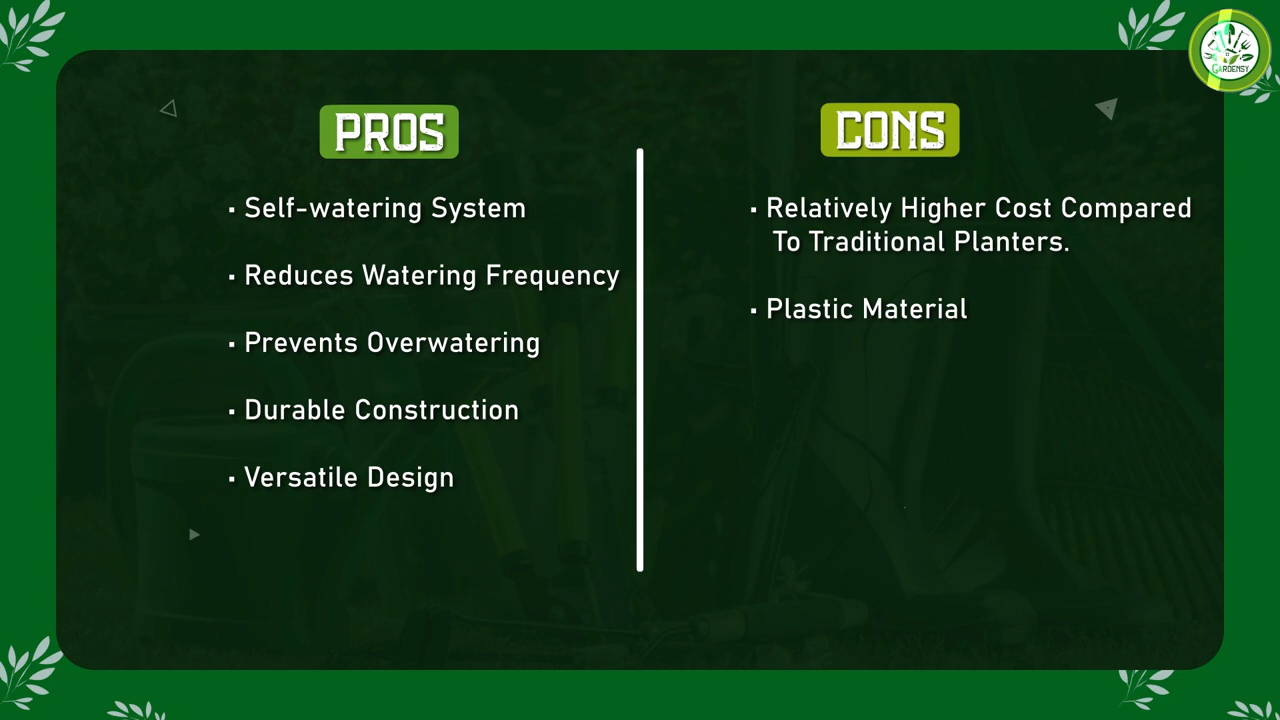 PROS
· Self-watering System
· Reduces Watering Frequency
· Prevents Overwatering
· Durable Construction
· Versatile Design
CONS
· Relatively Higher Cost Compared
To Traditional Planters.
· Plastic Material
GARDENSY